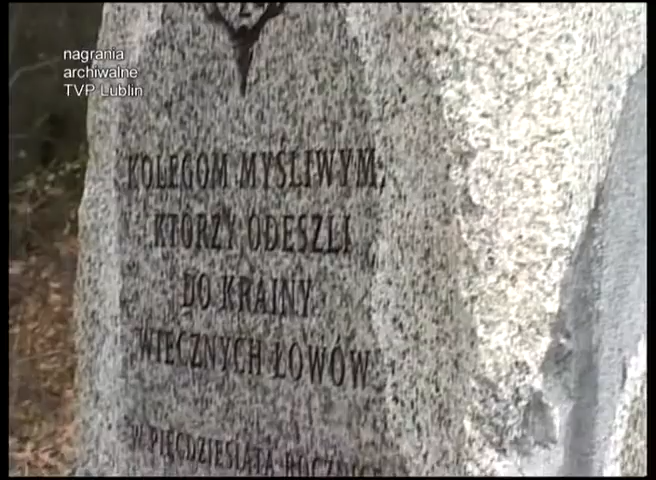 nagrania
archiwalne
TVP Lublin
KOLEGOM MYŚLIWYM,
KTÓRZY ODESZLI
DO KRAINY
WIECZNYCH ŁOWÓW
W PIĘĆDZIESIĄTĄ ROCZNICĘ